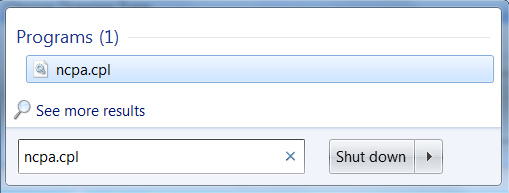 Programs (1)
ncpa.cpl
See more results
ncpa.cpl
Shut down